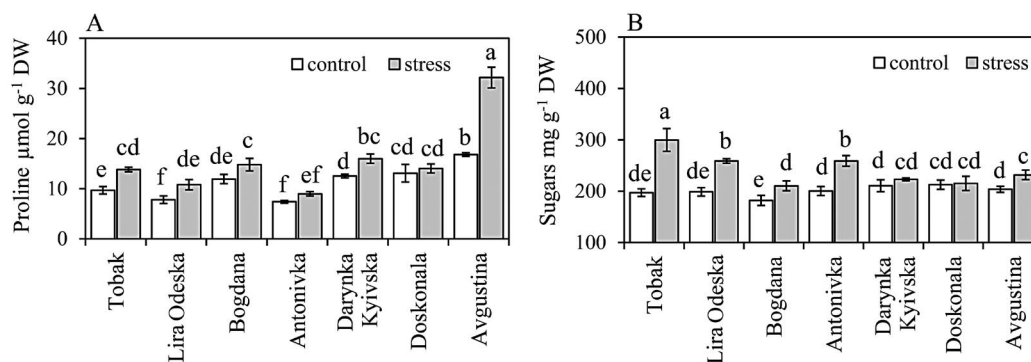 A
Proline µmol g⁻¹ DW
40
30
20
10
0
control stress
e cd f de de c f ef d bc cd cd b a
Tobak
Lira Odeska
Bogdana
Antonivka
Darynka
Kyivska
Doskonala
Avgustina
B
Sugars mg g⁻¹ DW
500
400
300
200
100
control stress
de a de b e d d b d cd cd cd d c
Tobak
Lira Odeska
Bogdana
Antonivka
Darynka
Kyivska
Doskonala
Avgustina